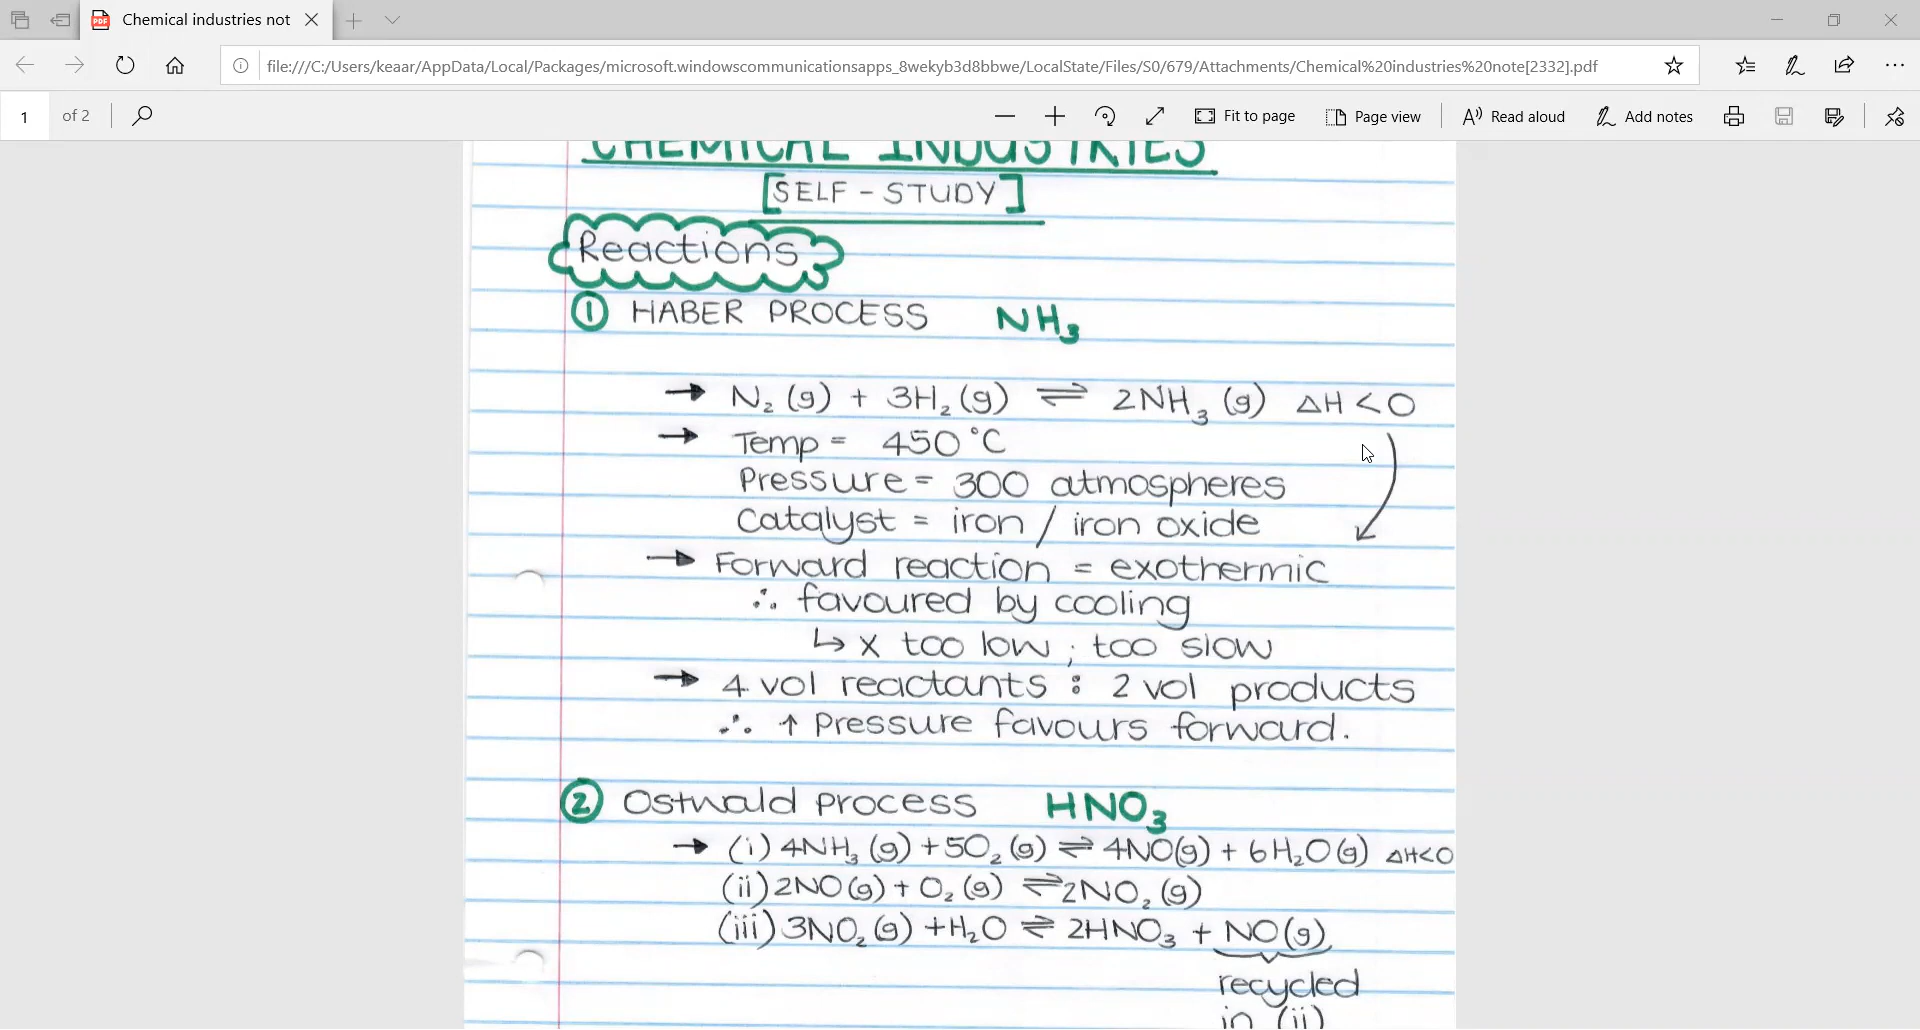 Chemical industries not
file:///C:/Users/keaar/AppData/Local/Packages/microsoft.windowscommunicationsapps_8wekyb3d8bbwe/LocalState/Files/S0/679/Attachments/Chemical%20industries%20note[2332].pdf
1 of 2 Fit to page Page view Read aloud Add notes
CHEMICAL INDUSTRIES
[SELF - STUDY]
Reactions
① HABER PROCESS NH₃
→ N₂ (g) + 3H₂ (g) ⇌ 2NH₃ (g) ΔH < O
→ Temp = 450 °C
Pressure = 300 atmospheres
Catalyst = iron / iron oxide
→ Forward reaction = exothermic
∴ favoured by cooling
↳ x too low ; too slow
→ 4 vol reactants : 2 vol products
∴ ↑ Pressure favours forward.
② Ostwald Process HNO₃
→ (i) 4NH₃ (g) + 5O₂ (g) ⇌ 4NO(g) + 6H₂O (g) ΔH<O
(ii) 2NO (g) + O₂ (g) ⇌ 2NO₂ (g)
(iii) 3NO₂ (g) + H₂O ⇌ 2HNO₃ + NO (g)
recycled
in (ii)